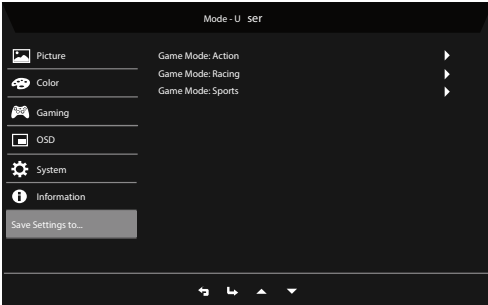 Mode - U ser
Picture
Color
Gaming
OSD
System
Information
Save Settings to...
Game Mode: Action
Game Mode: Racing
Game Mode: Sports